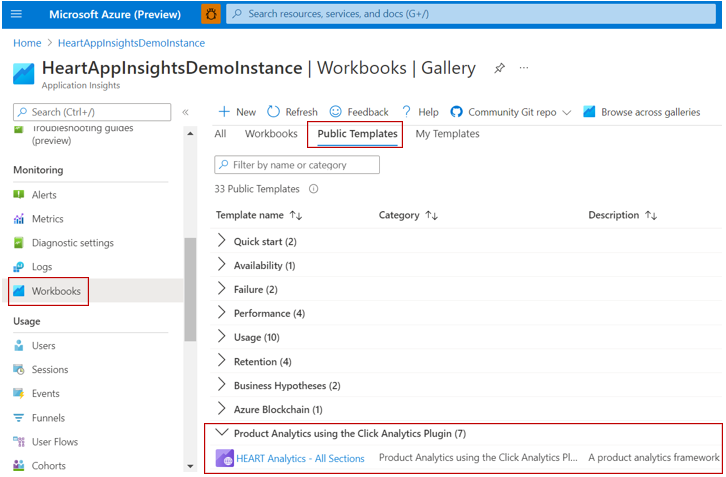 Microsoft Azure (Preview)
Search resources, services, and docs (G+/)
Home > HeartAppInsightsDemoInstance
HeartAppInsightsDemoInstance | Workbooks | Gallery
Application Insights
Search (Ctrl+/)
Troubleshooting guides
(preview)
Monitoring
Alerts
Metrics
Diagnostic settings
Logs
Workbooks
Usage
Users
Sessions
Events
Funnels
User Flows
Cohorts
New Refresh Feedback Help Community Git repo Browse across galleries
All Workbooks Public Templates My Templates
Filter by name or category
33 Public Templates
Template name Category Description
Quick start (2)
Availability (1)
Failure (2)
Performance (4)
Usage (10)
Retention (4)
Business Hypotheses (2)
Azure Blockchain (1)
Product Analytics using the Click Analytics Plugin (7)
HEART Analytics - All Sections Product Analytics using the Click Analytics Pl... A product analytics framework